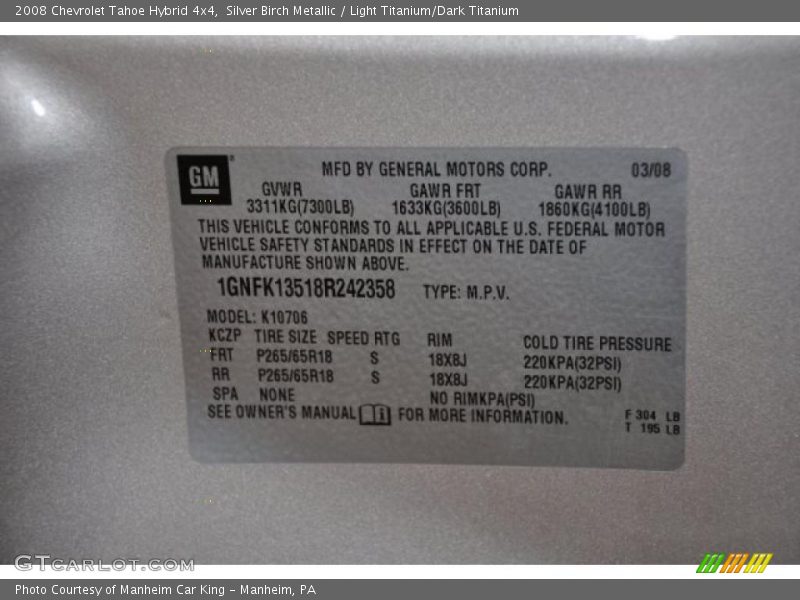 2008 Chevrolet Tahoe Hybrid 4x4, Silver Birch Metallic / Light Titanium/Dark Titanium
GM
MFD BY GENERAL MOTORS CORP. 03/08
GVWR GAWR FRT GAWR RR
3311KG(7300LB) 1633KG(3600LB) 1860KG(4100LB)
THIS VEHICLE CONFORMS TO ALL APPLICABLE U.S. FEDERAL MOTOR
VEHICLE SAFETY STANDARDS IN EFFECT ON THE DATE OF
MANUFACTURE SHOWN ABOVE.
1GNFK13518R242358 TYPE: M.P.V.
MODEL: K10706
KCZP TIRE SIZE SPEED RTG RIM COLD TIRE PRESSURE
FRT P265/65R18 S 18X8J 220KPA(32PSI)
RR P265/65R18 S 18X8J 220KPA(32PSI)
SPA NONE NO RIMKPA(PSI)
SEE OWNER'S MANUAL i FOR MORE INFORMATION.
F 304 LB
T 195 LB
GTCARLOT.COM
Photo Courtesy of Manheim Car King – Manheim, PA